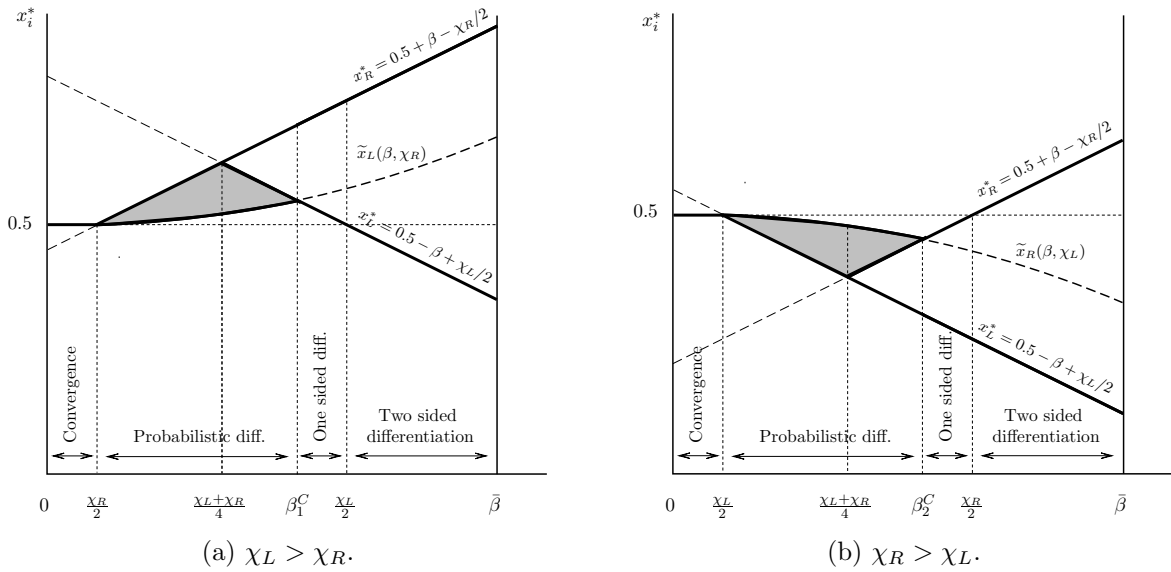 x_i^*
x_R^* = 0.5 + β − χ_R/2
x̃_L(β, χ_R)
0.5
x_L^* = 0.5 − β + χ_L/2
Convergence
Probabilistic diff.
One sided diff.
Two sided
differentiation
0
χ_R/2
χ_L+χ_R/4
β_1^C
χ_L/2
β̄
(a) χ_L > χ_R.
x_i^*
x_R^* = 0.5 + β − χ_R/2
0.5
x̃_R(β, χ_L)
x_L^* = 0.5 − β + χ_L/2
Convergence
Probabilistic diff.
One sided diff.
Two sided
differentiation
0
χ_L/2
χ_L+χ_R/4
β_2^C
χ_R/2
β̄
(b) χ_R > χ_L.